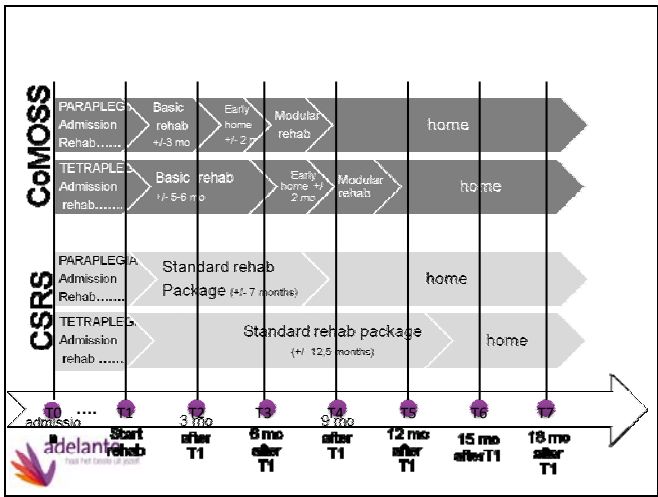 CoMOSS
PARAPLEG
Admission
Rehab......
Basic
rehab
+/-3 mo
Early
home
+/- 2
Modular
rehab
home
TETRAPLE
Admission
rehab.......
Basic rehab
+/- 5-6 mo
Early
home +/
2 mo
Modular
rehab
home
CSRS
PARAPLEGIA
Admission
Rehab.......
Standard rehab
Package (+/- 7 months)
home
TETRAPLEG
Admission
rehab ......
Standard rehab package
(+/- 12,5 months)
home
T0 .... T1 T2 T3 T4 T5 T6 T7
admissio
Start
rehab
3 mo
after
T1
6 mo
after
T1
9 mo
after
T1
12 mo
after
T1
15 mo
after T1
18 mo
after
T1
adelante